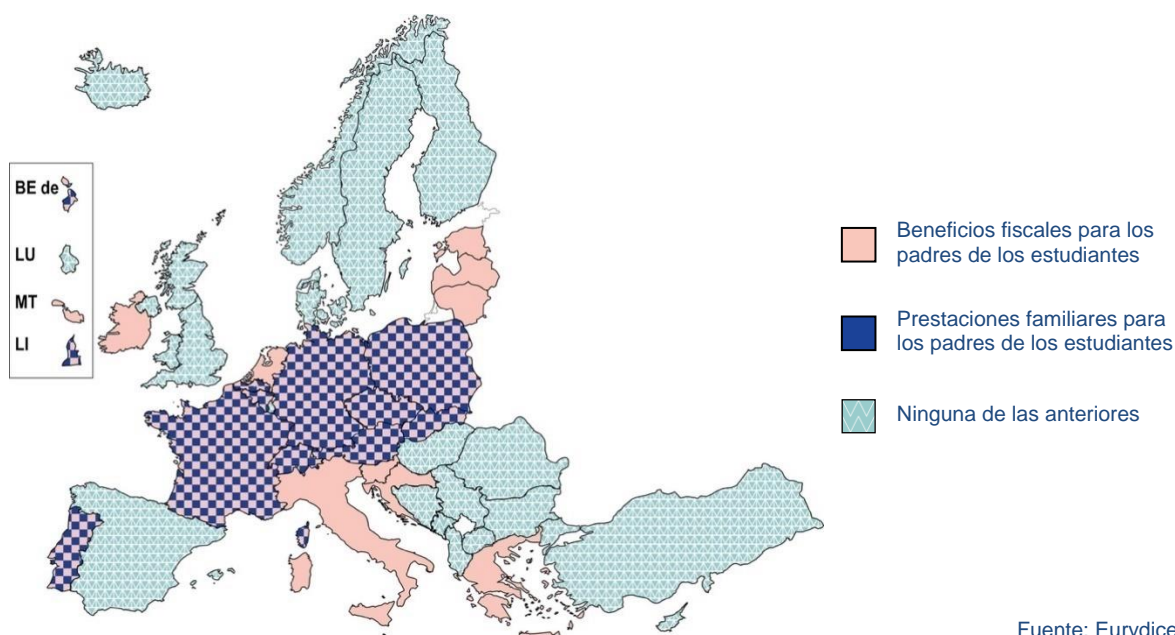 BE de
LU
MT
LI
Beneficios fiscales para los
padres de los estudiantes
Prestaciones familiares para
los padres de los estudiantes
Ninguna de las anteriores
Fuente: Eurydice